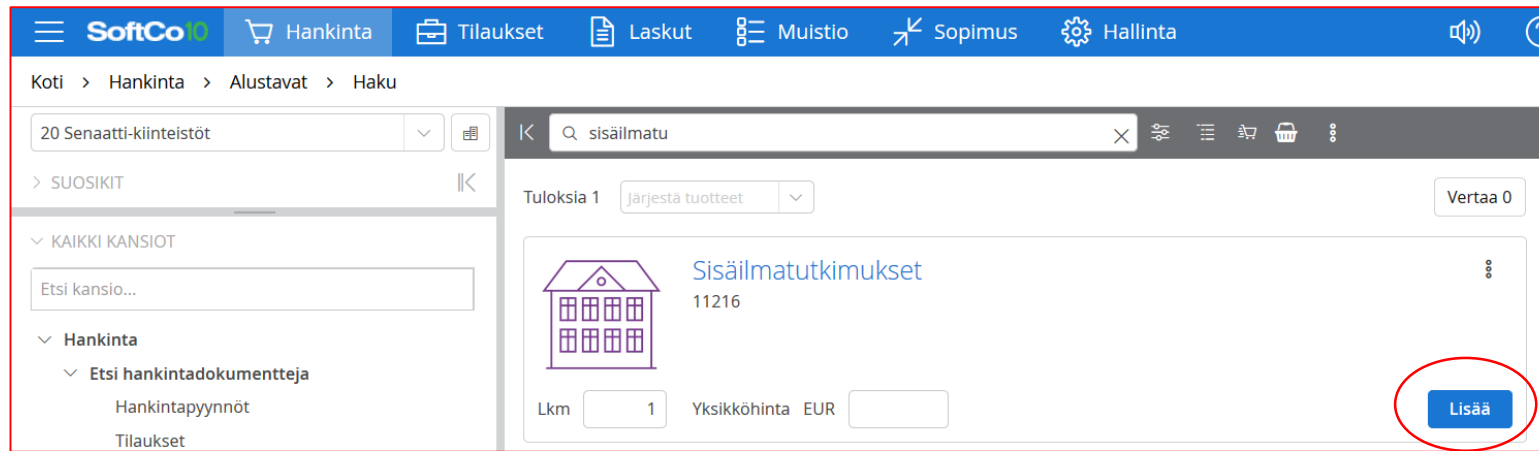 SoftCo10 Hankinta Tilaukset Laskut Muistio Sopimus Hallinta
Koti > Hankinta > Alustavat > Haku
20 Senaatti-kiinteistöt
sisäilmatu
SUOSIKIT
Tuloksia 1 Järjestä tuotteet Vertaa 0
KAIKKI KANSIOT
Etsi kansio...
Sisäilmatutkimukset
11216
Hankinta
Etsi hankintadokumentteja
Hankintapyynnöt
Tilaukset
Lkm 1 Yksikköhinta EUR Lisää